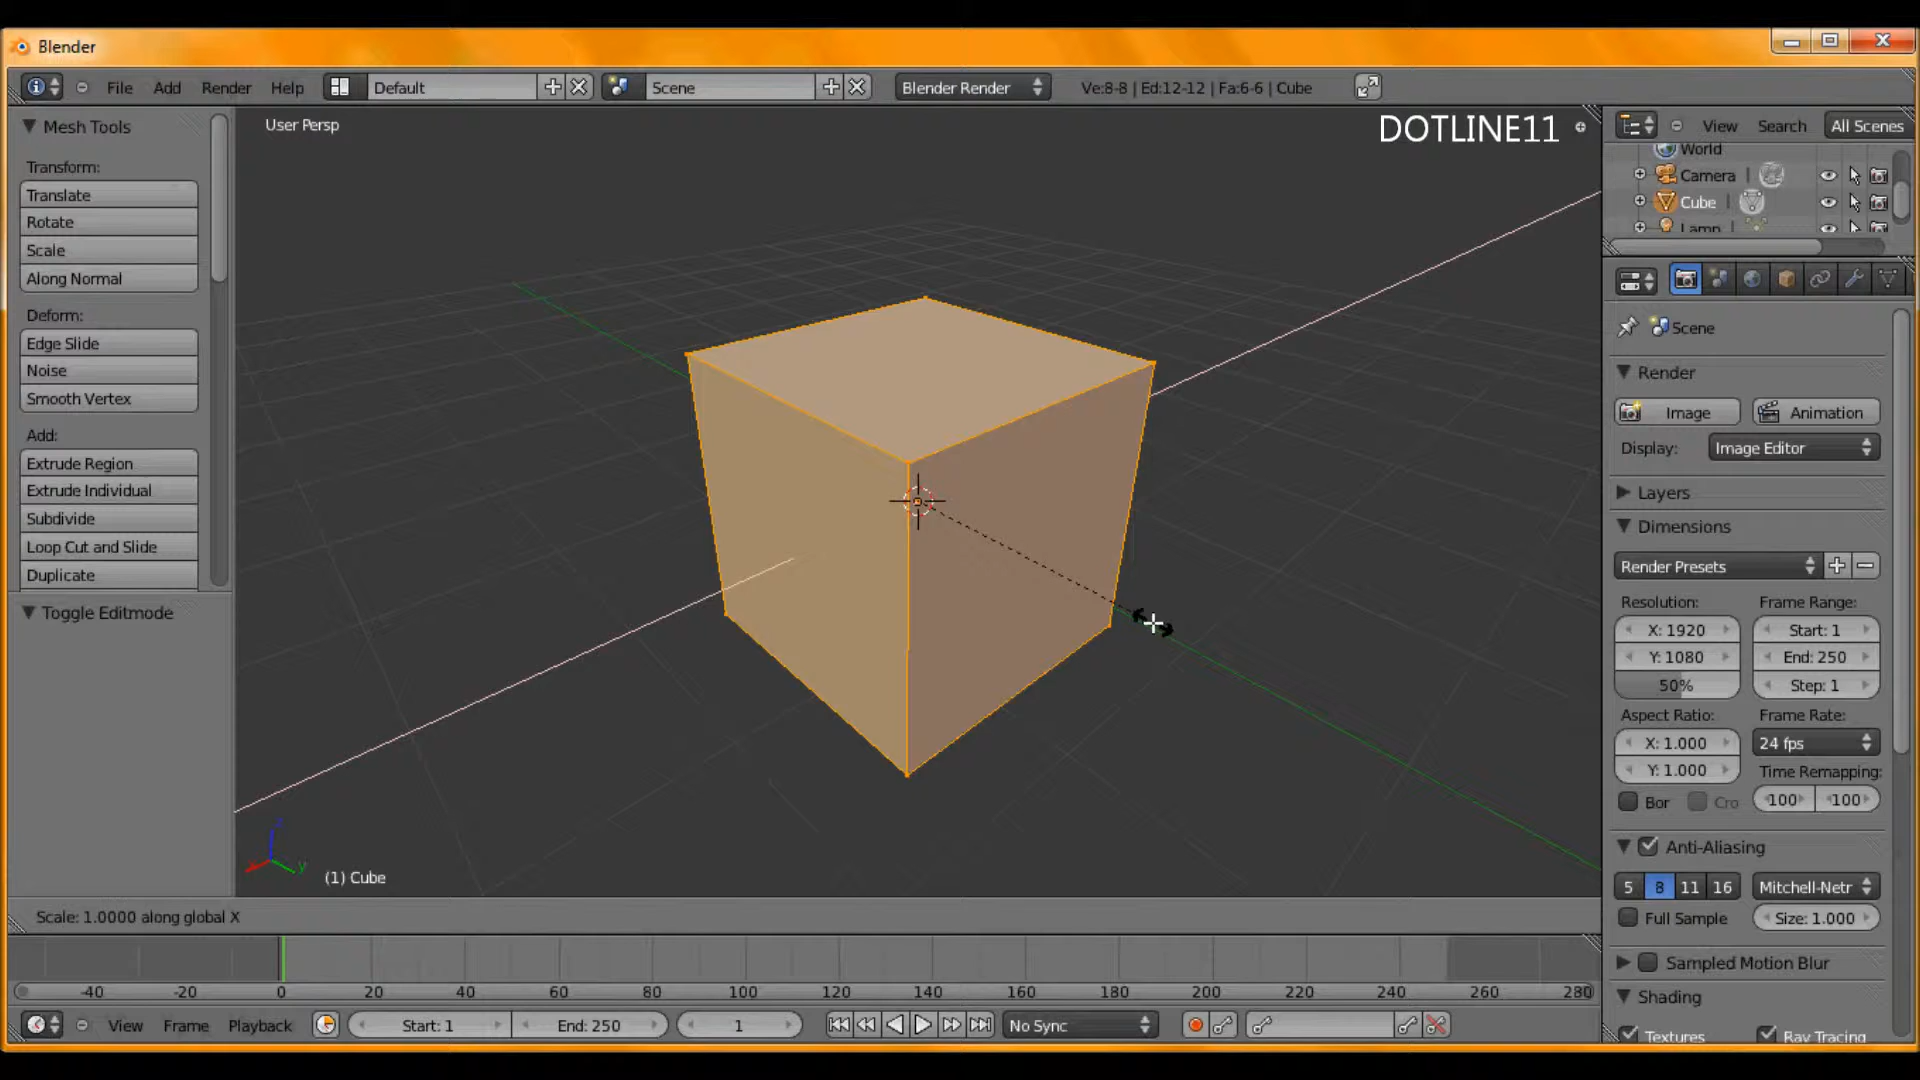 Blender
File Add Render Help Default Scene Blender Render Ve:8-8 | Ed:12-12 | Fa:6-6 | Cube
Mesh Tools
Transform:
Translate
Rotate
Scale
Along Normal
Deform:
Edge Slide
Noise
Smooth Vertex
Add:
Extrude Region
Extrude Individual
Subdivide
Loop Cut and Slide
Duplicate
Toggle Editmode
User Persp
DOTLINE11
z
x
y
(1) Cube
Scale: 1.0000 along global X
View Search All Scenes
World
Camera
Cube
Lamp
Scene
Render
Image Animation
Display: Image Editor
Layers
Dimensions
Render Presets
Resolution: Frame Range:
X: 1920 Start: 1
Y: 1080 End: 250
50% Step: 1
Aspect Ratio: Frame Rate:
X: 1.000 24 fps
Y: 1.000 Time Remapping:
Bor Cro 100 100
Anti-Aliasing
5 8 11 16 Mitchell-Netr
Full Sample Size: 1.000
Sampled Motion Blur
Shading
Textures Ray Tracing
-40 -20 0 20 40 60 80 100 120 140 160 180 200 220 240 260 280
View Frame Playback Start: 1 End: 250 1 No Sync